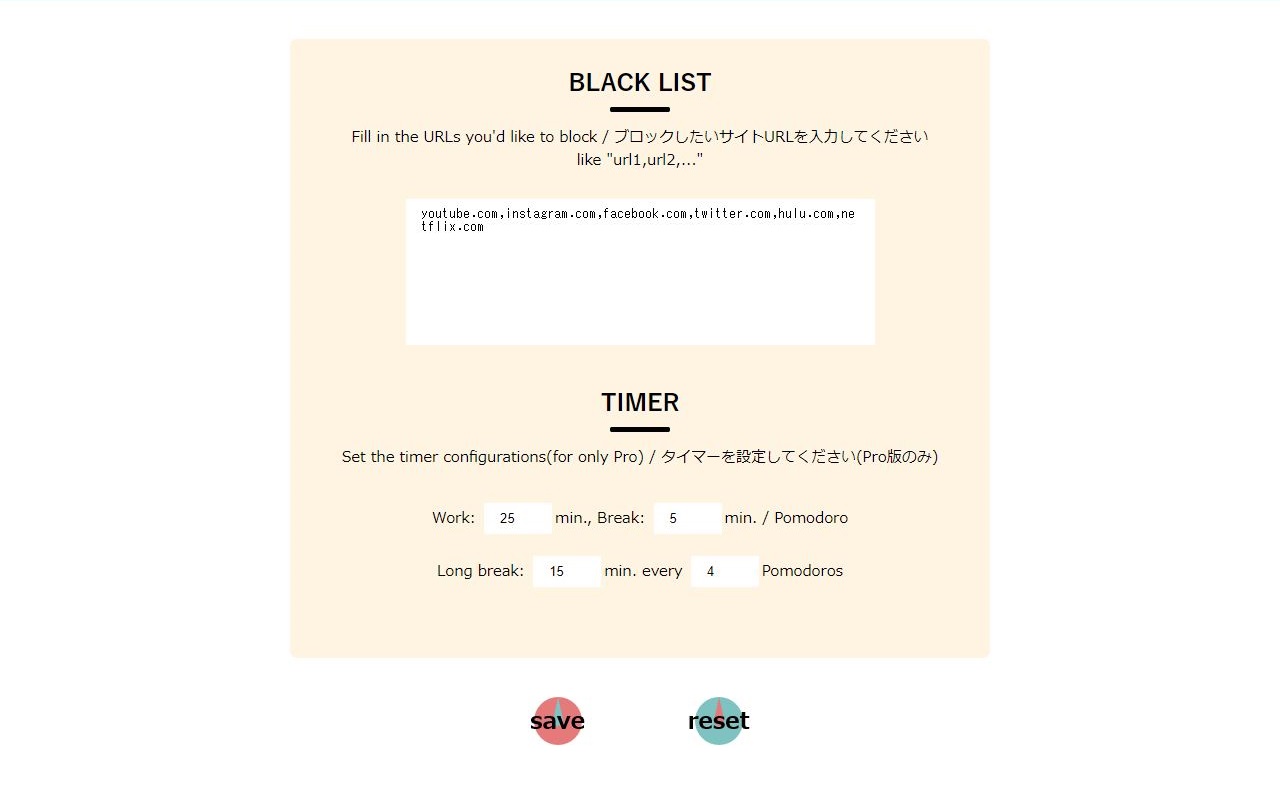 BLACK LIST
Fill in the URLs you'd like to block / ブロックしたいサイトURLを入力してください
like "url1,url2,..."
youtube.com,instagram.com,facebook.com,twitter.com,hulu.com,ne
tflix.com
TIMER
Set the timer configurations(for only Pro) / タイマーを設定してください(Pro版のみ)
Work: 25 min., Break: 5 min. / Pomodoro
Long break: 15 min. every 4 Pomodoros
save reset